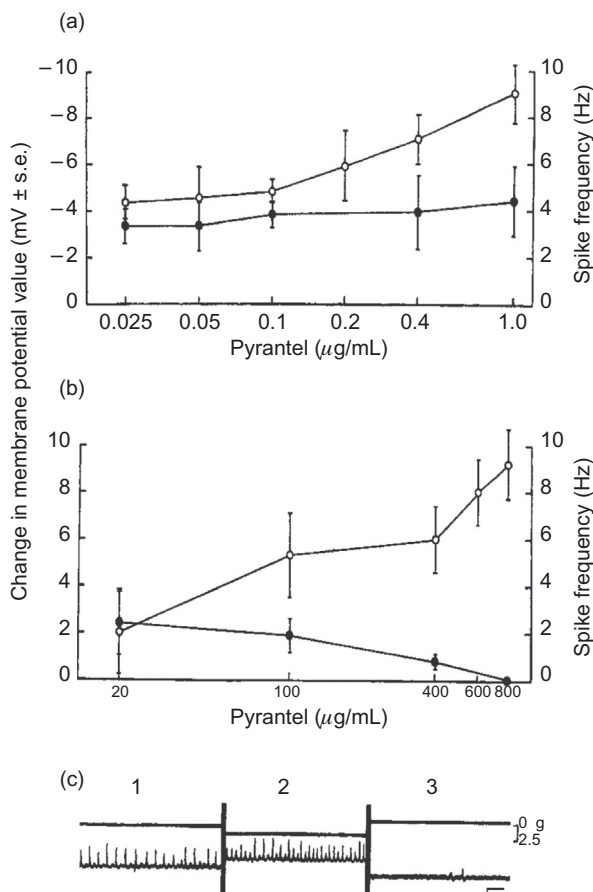 (a)
Change in membrane potential value (mV ± s.e.)
−10
−8
−6
−4
−2
0
10
8
6
4
2
0
Spike frequency (Hz)
0.025 0.05 0.1 0.2 0.4 1.0
Pyrantel (μg/mL)
(b)
10
8
6
4
2
0
10
8
6
4
2
0
Spike frequency (Hz)
20 100 400 600 800
Pyrantel (μg/mL)
(c)
1 2 3
0 g
2.5